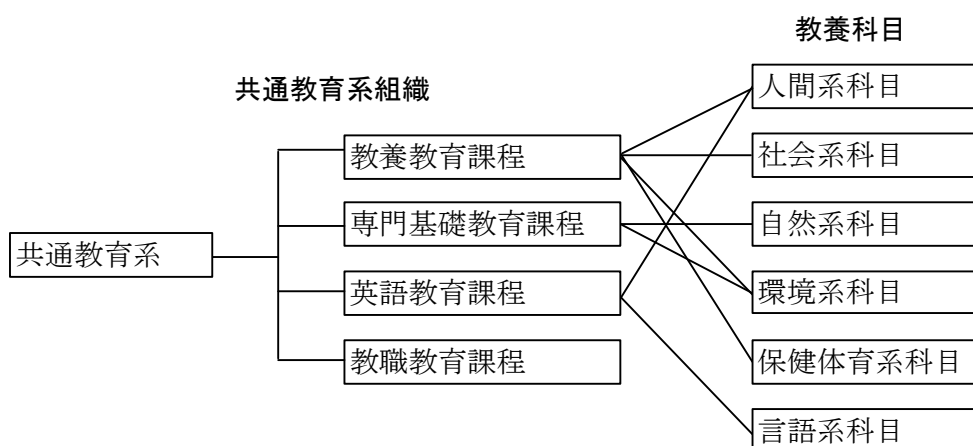 教養科目
共通教育系組織
人間系科目
教養教育課程
社会系科目
専門基礎教育課程
自然系科目
共通教育系
英語教育課程
環境系科目
教職教育課程
保健体育系科目
言語系科目